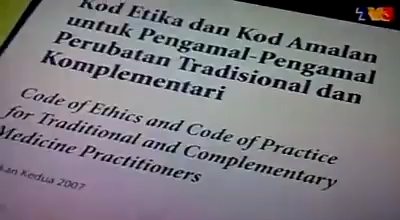 Kod Etika dan Kod Amalan
untuk Pengamal-Pengamal
Perubatan Tradisional dan
Komplementari
Code of Ethics and Code of Practice
for Traditional and Complementary
Medicine Practitioners
Kedua 2007